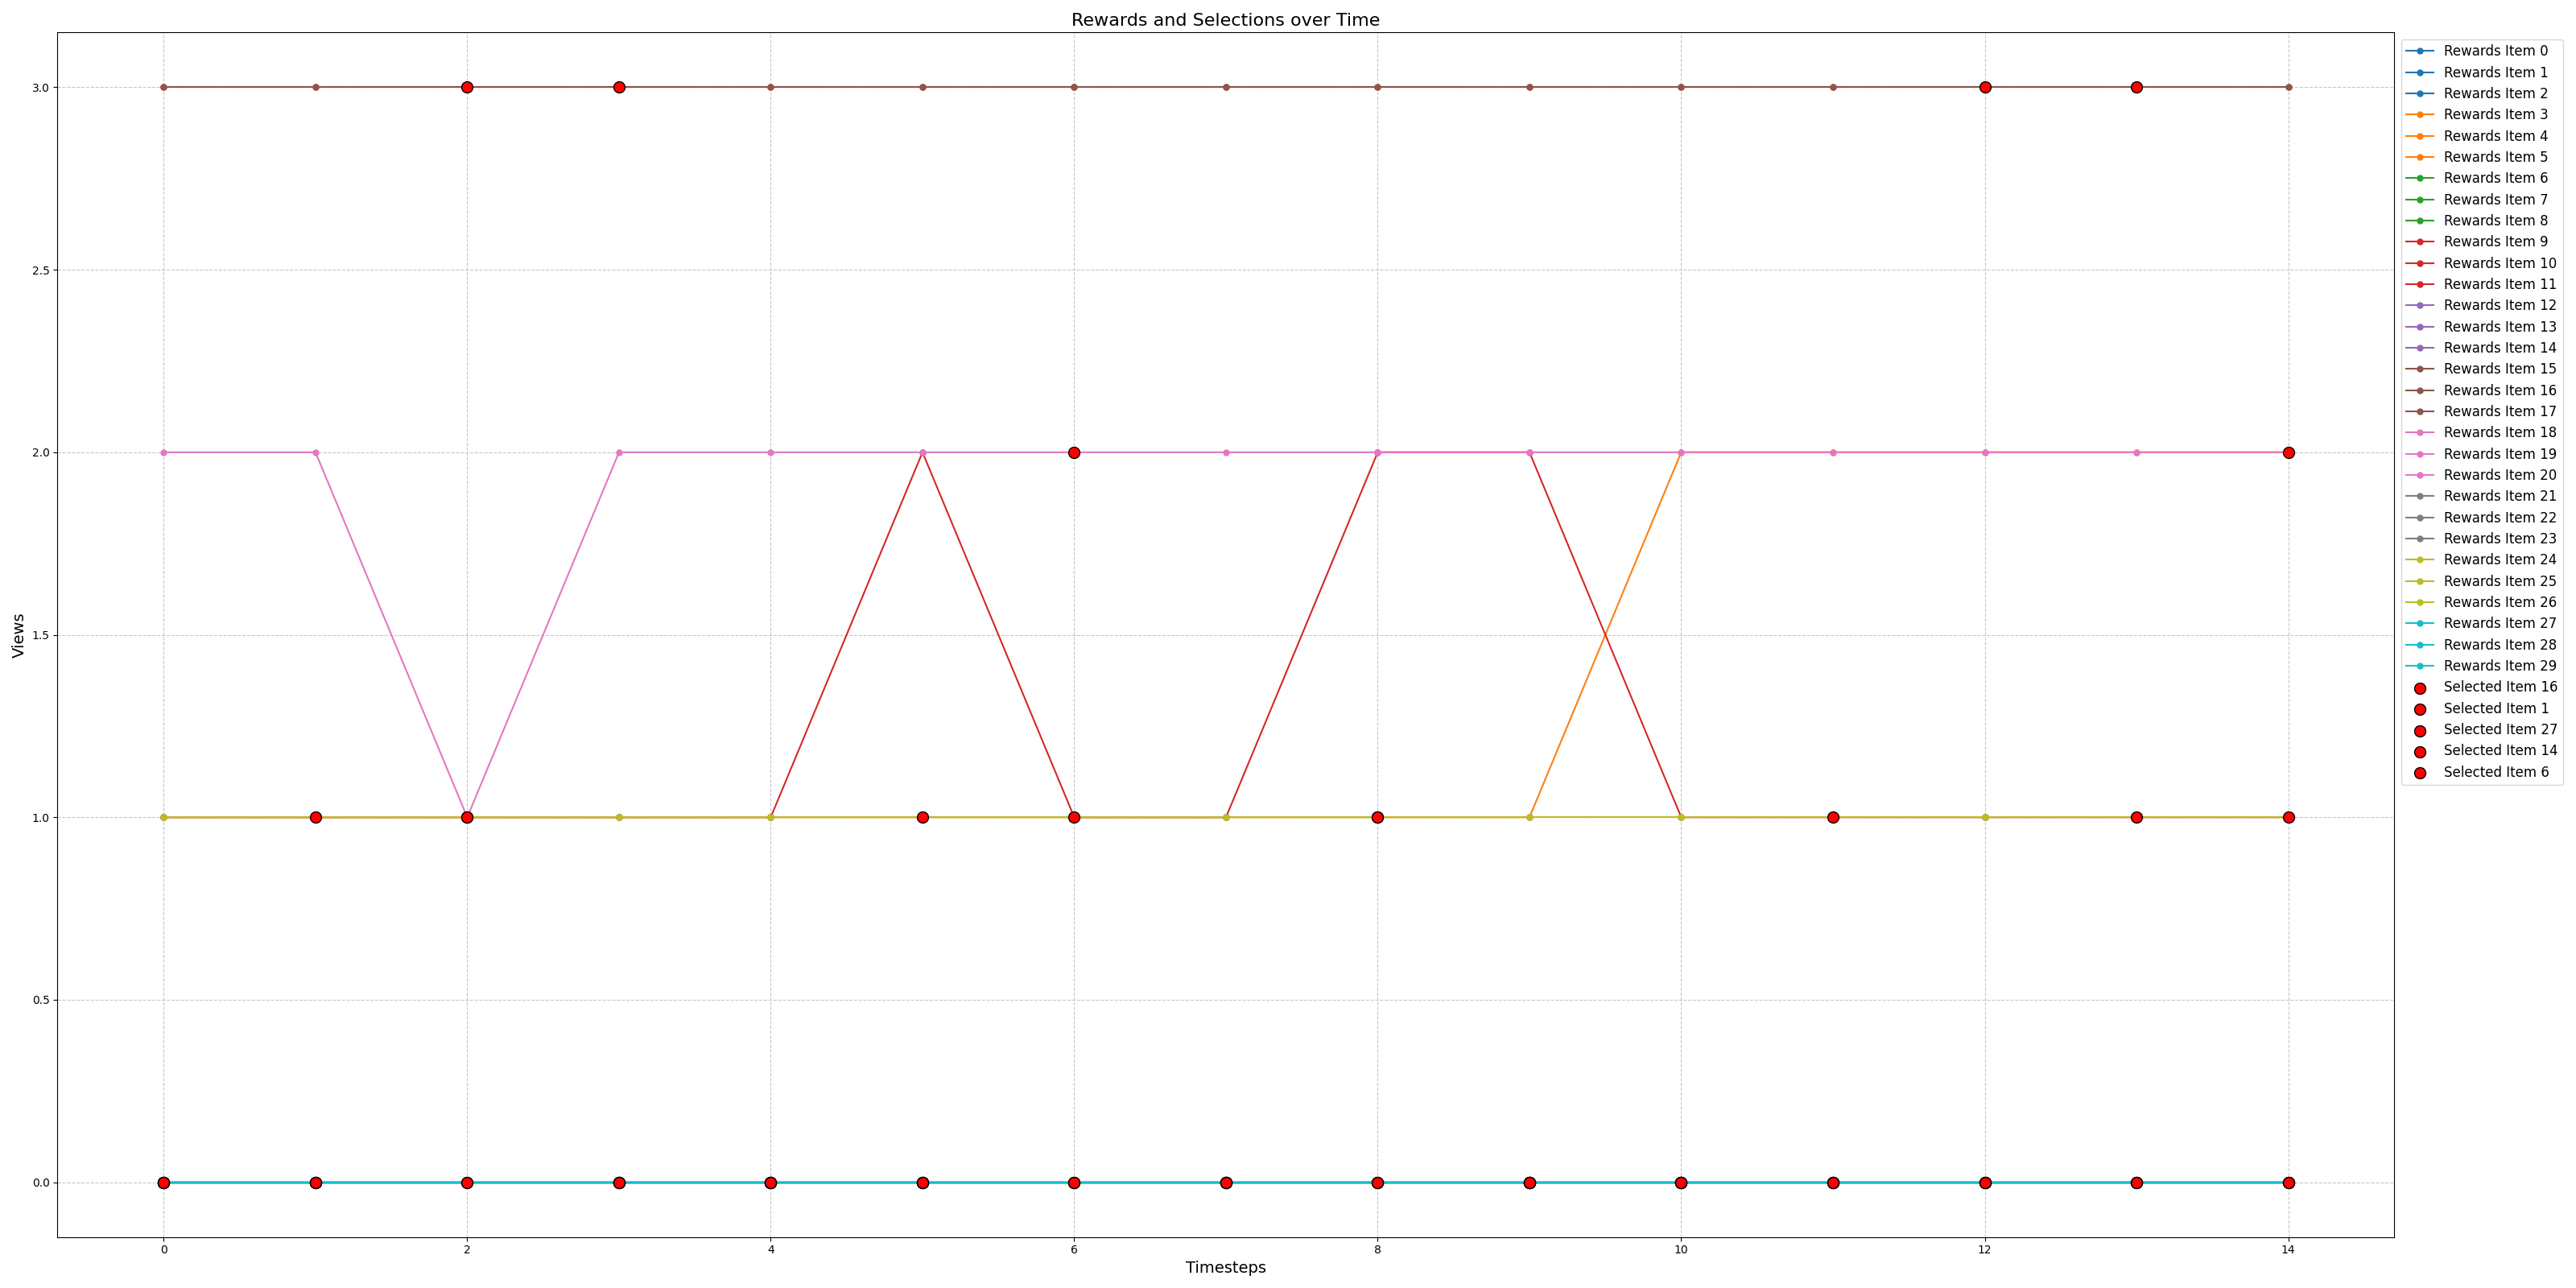 Rewards and Selections over Time
3.0
2.5
2.0
1.5
1.0
0.5
0.0
Views
0
2
4
6
8
10
12
14
Timesteps
Rewards Item 0
Rewards Item 1
Rewards Item 2
Rewards Item 3
Rewards Item 4
Rewards Item 5
Rewards Item 6
Rewards Item 7
Rewards Item 8
Rewards Item 9
Rewards Item 10
Rewards Item 11
Rewards Item 12
Rewards Item 13
Rewards Item 14
Rewards Item 15
Rewards Item 16
Rewards Item 17
Rewards Item 18
Rewards Item 19
Rewards Item 20
Rewards Item 21
Rewards Item 22
Rewards Item 23
Rewards Item 24
Rewards Item 25
Rewards Item 26
Rewards Item 27
Rewards Item 28
Rewards Item 29
Selected Item 16
Selected Item 1
Selected Item 27
Selected Item 14
Selected Item 6